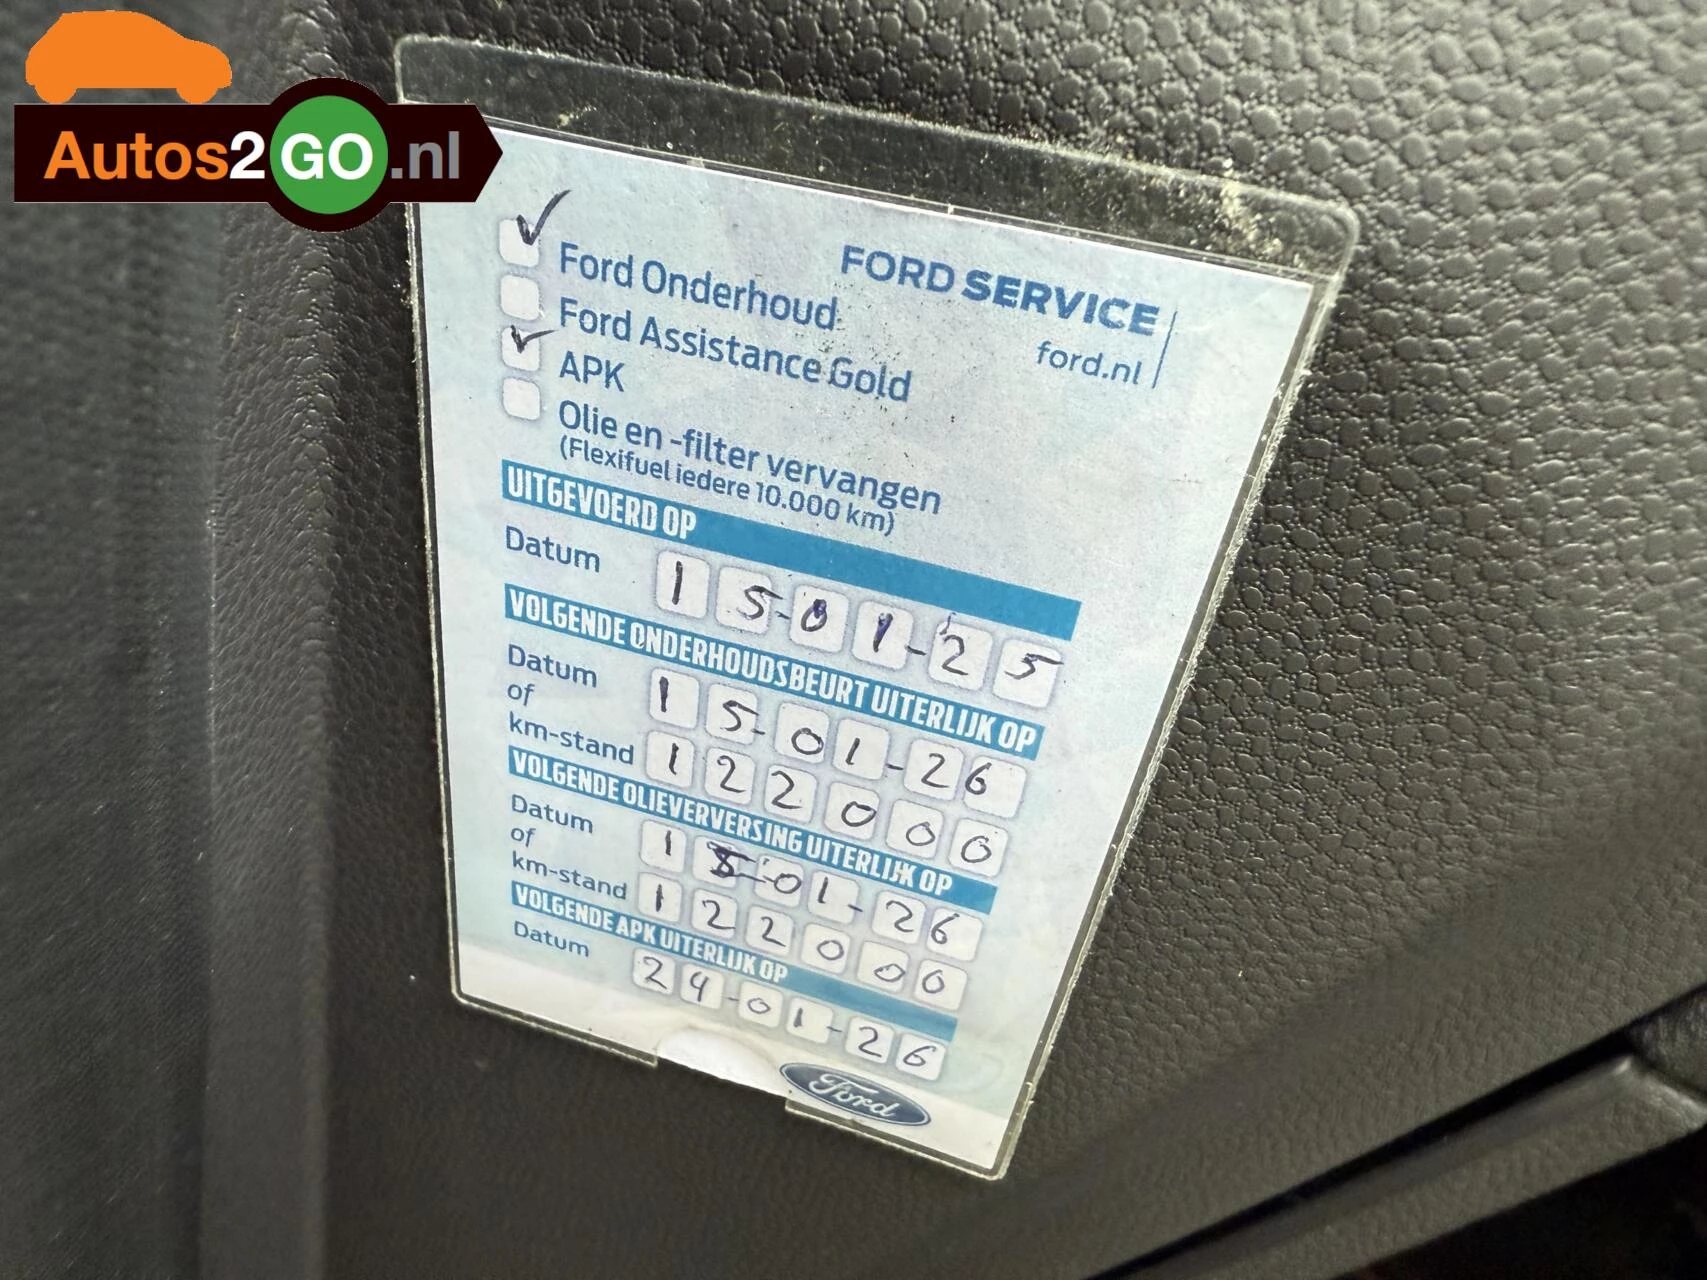 Autos2GO.nl
FORD SERVICE
ford.nl
✓ Ford Onderhoud
Ford Assistance Gold
✓ APK
Olie en -filter vervangen
(Flexifuel iedere 10.000 km)
UITGEVOERD OP
Datum 15-01-25
VOLGENDE ONDERHOUDSBEURT UITERLIJK OP
Datum 15-01-26
of
km-stand 122000
VOLGENDE OLIEVERVERSING UITERLIJK OP
Datum 15-01-26
of
km-stand 122000
VOLGENDE APK UITERLIJK OP
Datum 24-01-26
Ford